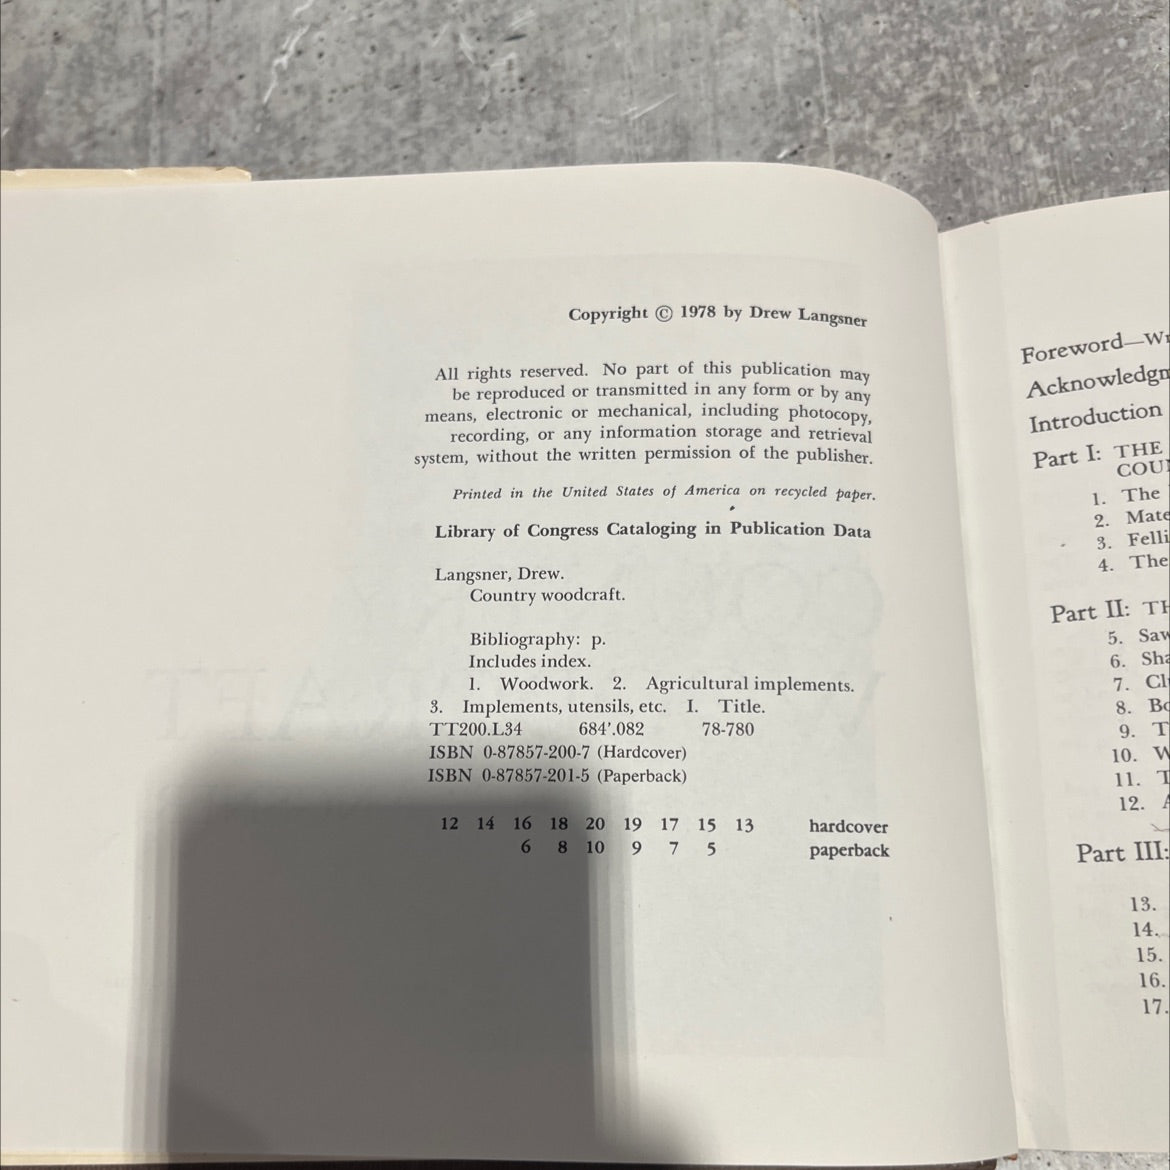 Copyright © 1978 by Drew Langsner
All rights reserved. No part of this publication may
be reproduced or transmitted in any form or by any
means, electronic or mechanical, including photocopy,
recording, or any information storage and retrieval
system, without the written permission of the publisher.
Printed in the United States of America on recycled paper.
Library of Congress Cataloging in Publication Data
Langsner, Drew.
Country woodcraft.
Bibliography: p.
Includes index.
1. Woodwork. 2. Agricultural implements.
3. Implements, utensils, etc. I. Title.
TT200.L34 684'.082 78-780
ISBN 0-87857-200-7 (Hardcover)
ISBN 0-87857-201-5 (Paperback)
12 14 16 18 20 19 17 15 13 hardcover
6 8 10 9 7 5 paperback
Foreword—Wr
Acknowledgm
Introduction
Part I: THE
COUN
1. The
2. Mate
3. Felli
4. The
Part II: TH
5. Saw
6. Sha
7. Cl
8. Bo
9. T
10. W
11. T
12. A
Part III:
13.
14.
15.
16.
17.